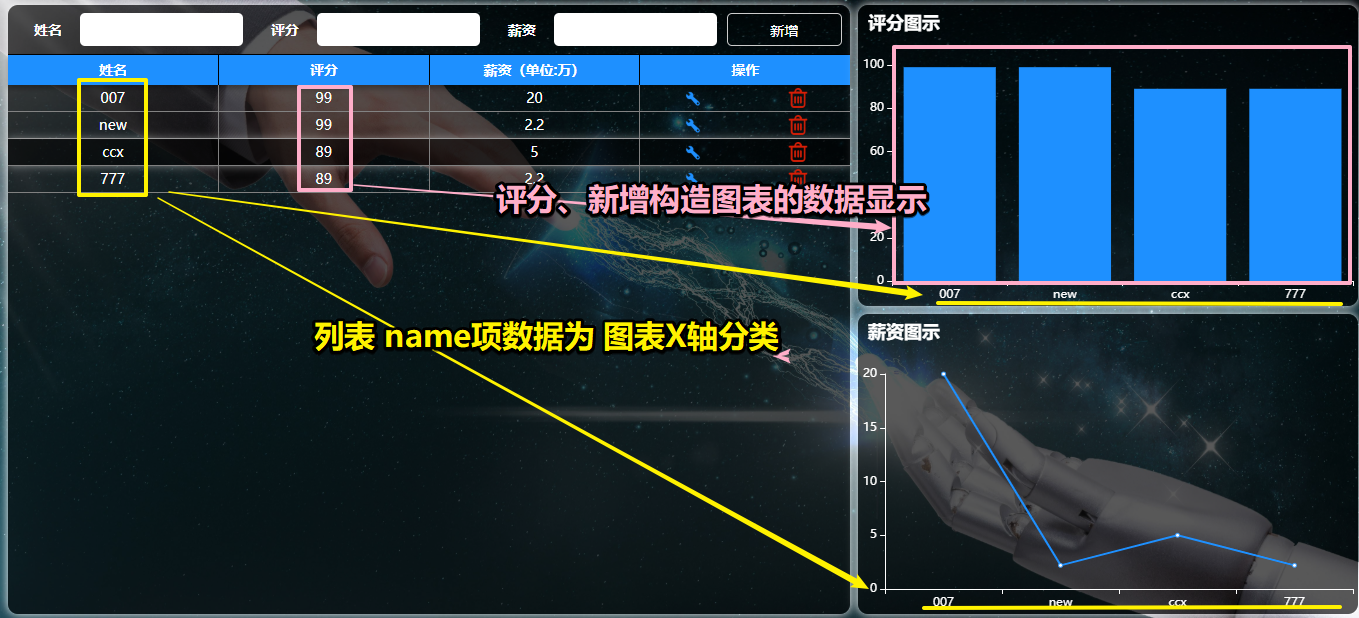 姓名 评分 薪资 新增
姓名 评分 薪资（单位:万） 操作
007 99 20
new 99 2.2
ccx 89 5
777 89 2.2
评分、新增构造图表的数据显示
列表 name项数据为 图表X轴分类
评分图示
100
80
60
20
0
007 new ccx 777
薪资图示
20
15
10
5
0
007 new ccx 777